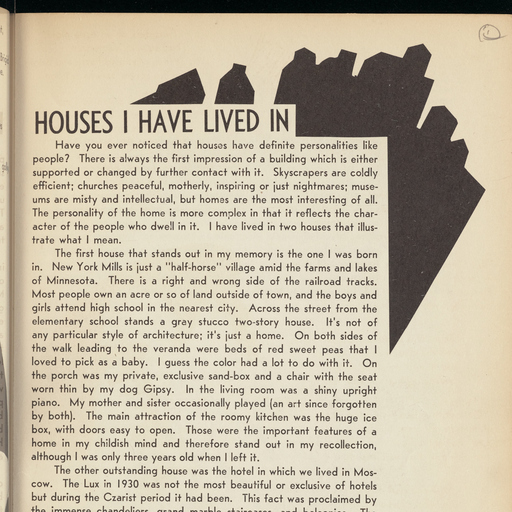 HOUSES I HAVE LIVED IN
Have you ever noticed that houses have definite personalities like
people? There is always the first impression of a building which is either
supported or changed by further contact with it. Skyscrapers are coldly
efficient; churches peaceful, motherly, inspiring or just nightmares; muse-
ums are misty and intellectual, but homes are the most interesting of all.
The personality of the home is more complex in that it reflects the char-
acter of the people who dwell in it. I have lived in two houses that illus-
trate what I mean.
The first house that stands out in my memory is the one I was born
in. New York Mills is just a "half-horse" village amid the farms and lakes
of Minnesota. There is a right and wrong side of the railroad tracks.
Most people own an acre or so of land outside of town, and the boys and
girls attend high school in the nearest city. Across the street from the
elementary school stands a gray stucco two-story house. It's not of
any particular style of architecture; it's just a home. On both sides of
the walk leading to the veranda were beds of red sweet peas that I
loved to pick as a baby. I guess the color had a lot to do with it. On
the porch was my private, exclusive sand-box and a chair with the seat
worn thin by my dog Gipsy. In the living room was a shiny upright
piano. My mother and sister occasionally played (an art since forgotten
by both). The main attraction of the roomy kitchen was the huge ice
box, with doors easy to open. Those were the important features of a
home in my childish mind and therefore stand out in my recollection,
although I was only three years old when I left it.
The other outstanding house was the hotel in which we lived in Mos-
cow. The Lux in 1930 was not the most beautiful or exclusive of hotels
but during the Czarist period it had been. This fact was proclaimed by
the immense chandeliers, grand marble staircases, and balconies. The